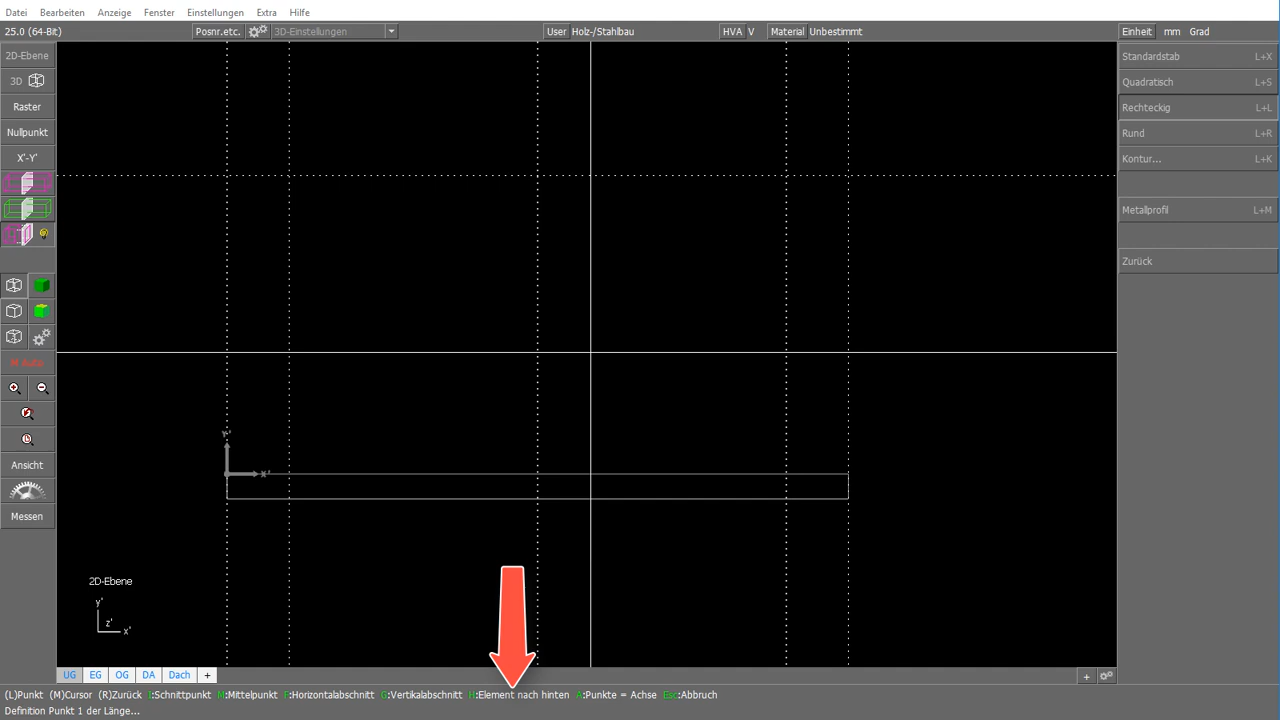 Datei Bearbeiten Anzeige Fenster Einstellungen Extra Hilfe
25.0 (64-Bit) Posnr.etc. 3D-Einstellungen User Holz-/Stahlbau HVA V Material Unbestimmt Einheit mm Grad
2D-Ebene
3D
Raster
Nullpunkt
X'-Y'
M Auto
Ansicht
Messen
Y'
X'
2D-Ebene
y'
z'
x'
Standardstab L+X
Quadratisch L+S
Rechteckig L+L
Rund L+R
Kontur... L+K
Metallprofil L+M
Zurück
UG EG OG DA Dach + +
(L)Punkt (M)Cursor (R)Zurück I:Schnittpunkt M:Mittelpunkt F:Horizontalabschnitt G:Vertikalabschnitt H:Element nach hinten A:Punkte = Achse Esc:Abbruch
Definition Punkt 1 der Länge...